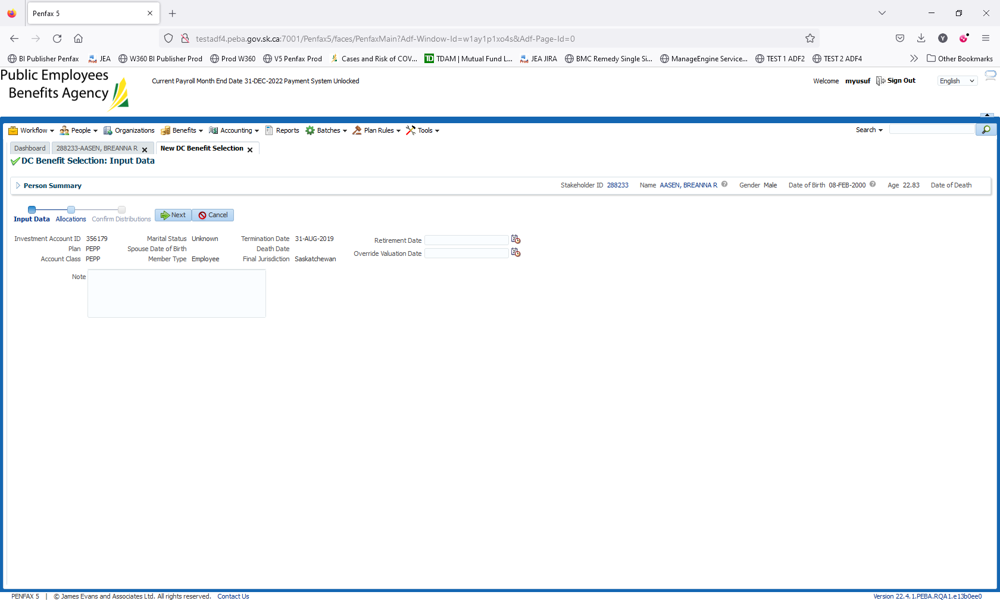 Penfax 5
testadf4.peba.gov.sk.ca:7001/Penfax5/faces/PenfaxMain?Adf-Window-Id=w1ay1p1xo4s&Adf-Page-Id=0
BI Publisher Penfax JEA W360 BI Publisher Prod Prod W360 V5 Penfax Prod Cases and Risk of COV... TDAM | Mutual Fund L... JEA JIRA BMC Remedy Single Si... ManageEngine Service... TEST 1 ADF2 TEST 2 ADF4 Other Bookmarks
Public Employees
Benefits Agency
Current Payroll Month End Date 31-DEC-2022 Payment System Unlocked
Welcome myusuf Sign Out English
Workflow People Organizations Benefits Accounting Reports Batches Plan Rules Tools Search
Dashboard 288233-AASEN, BREANNA R New DC Benefit Selection
DC Benefit Selection: Input Data
Person Summary Stakeholder ID 288233 Name AASEN, BREANNA R Gender Male Date of Birth 08-FEB-2000 Age 22.83 Date of Death
Input Data Allocations Confirm Distributions Next Cancel
Investment Account ID 356179 Marital Status Unknown Termination Date 31-AUG-2019 Retirement Date
Plan PEPP Spouse Date of Birth Death Date
Override Valuation Date
Account Class PEPP Member Type Employee Final Jurisdiction Saskatchewan
Note
PENFAX 5 | © James Evans and Associates Ltd. All rights reserved. Contact Us
Version 22.4.1.PEBA.RQA1.e13b0ee0